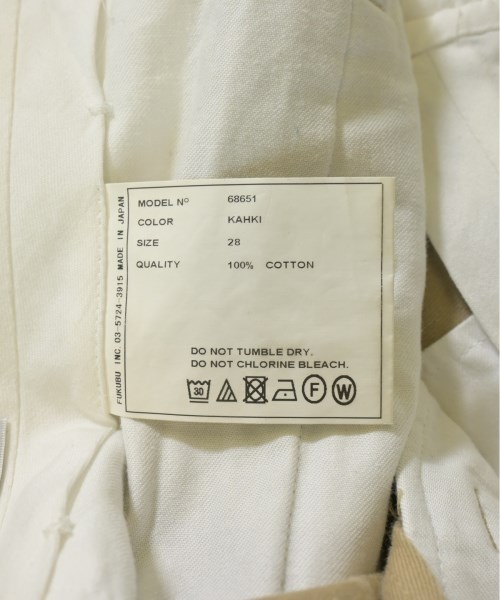 MODEL Nº 68651
COLOR KAHKI
SIZE 28
QUALITY 100% COTTON
DO NOT TUMBLE DRY.
DO NOT CHLORINE BLEACH.
30 F W
FUKUBU INC 03-5724-3915 MADE IN JAPAN